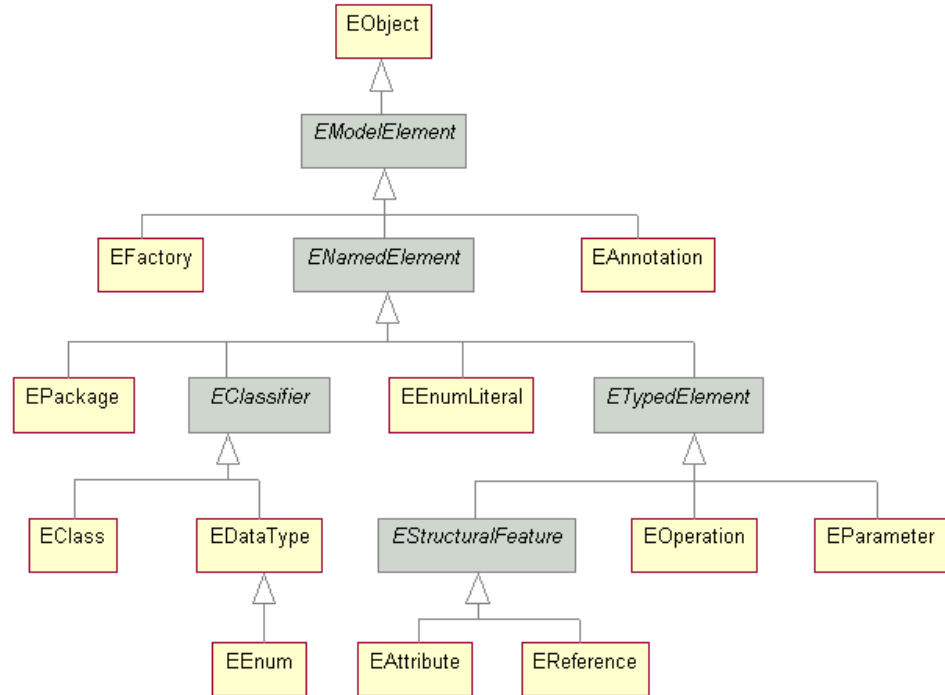 EObject
EModelElement
EFactory
ENamedElement
EAnnotation
EPackage
EClassifier
EEnumLiteral
ETypedElement
EClass
EDataType
EStructuralFeature
EOperation
EParameter
EEnum
EAttribute
EReference